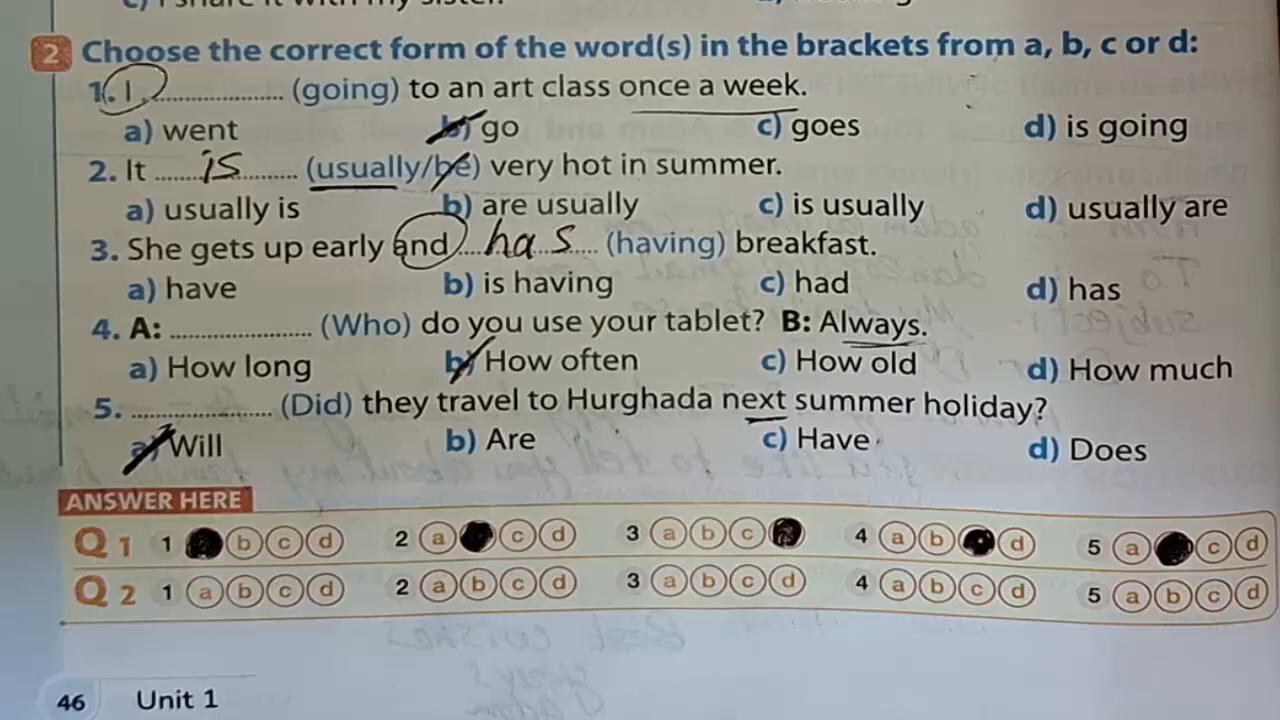 2 Choose the correct form of the word(s) in the brackets from a, b, c or d:
1. I .................... (going) to an art class once a week.
a) went b) go c) goes d) is going
2. It ...... is .......... (usually/be) very hot in summer.
a) usually is b) are usually c) is usually d) usually are
3. She gets up early and .... has .... (having) breakfast.
a) have b) is having c) had d) has
4. A: .................... (Who) do you use your tablet? B: Always.
a) How long b) How often c) How old d) How much
5. .................... (Did) they travel to Hurghada next summer holiday?
a) Will b) Are c) Have d) Does
ANSWER HERE
Q 1 1 b c d 2 a c d 3 a b c 4 a b d 5 a c d
Q 2 1 a b c d 2 a b c d 3 a b c d 4 a b c d 5 a b c d
46 Unit 1